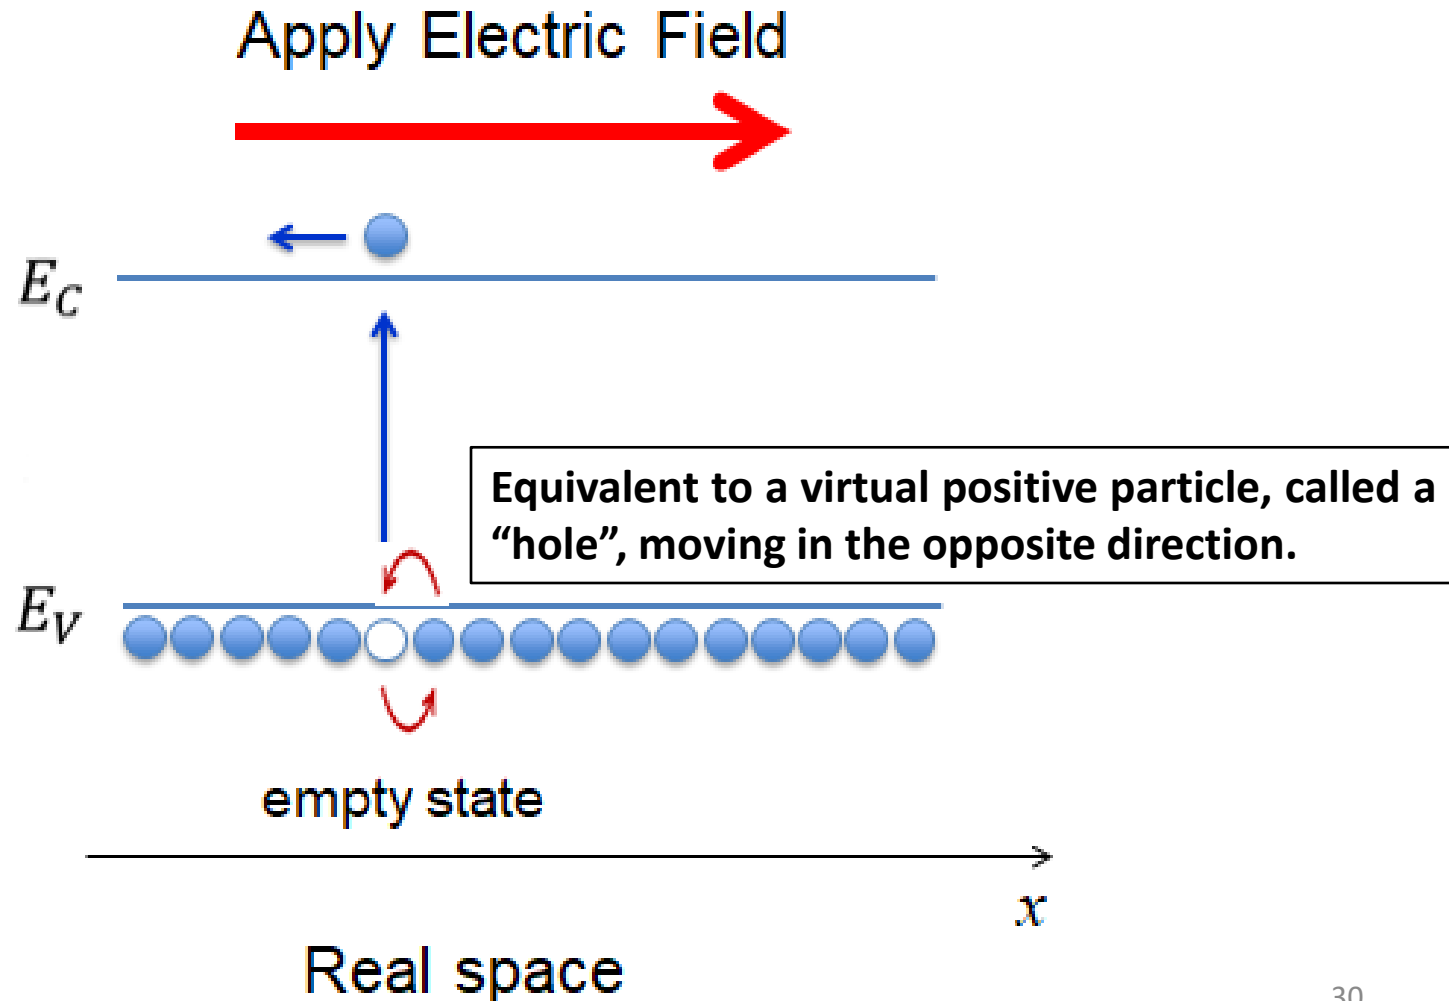 Apply Electric Field
E_C
Equivalent to a virtual positive particle, called a
“hole”, moving in the opposite direction.
E_V
empty state
x
Real space
30